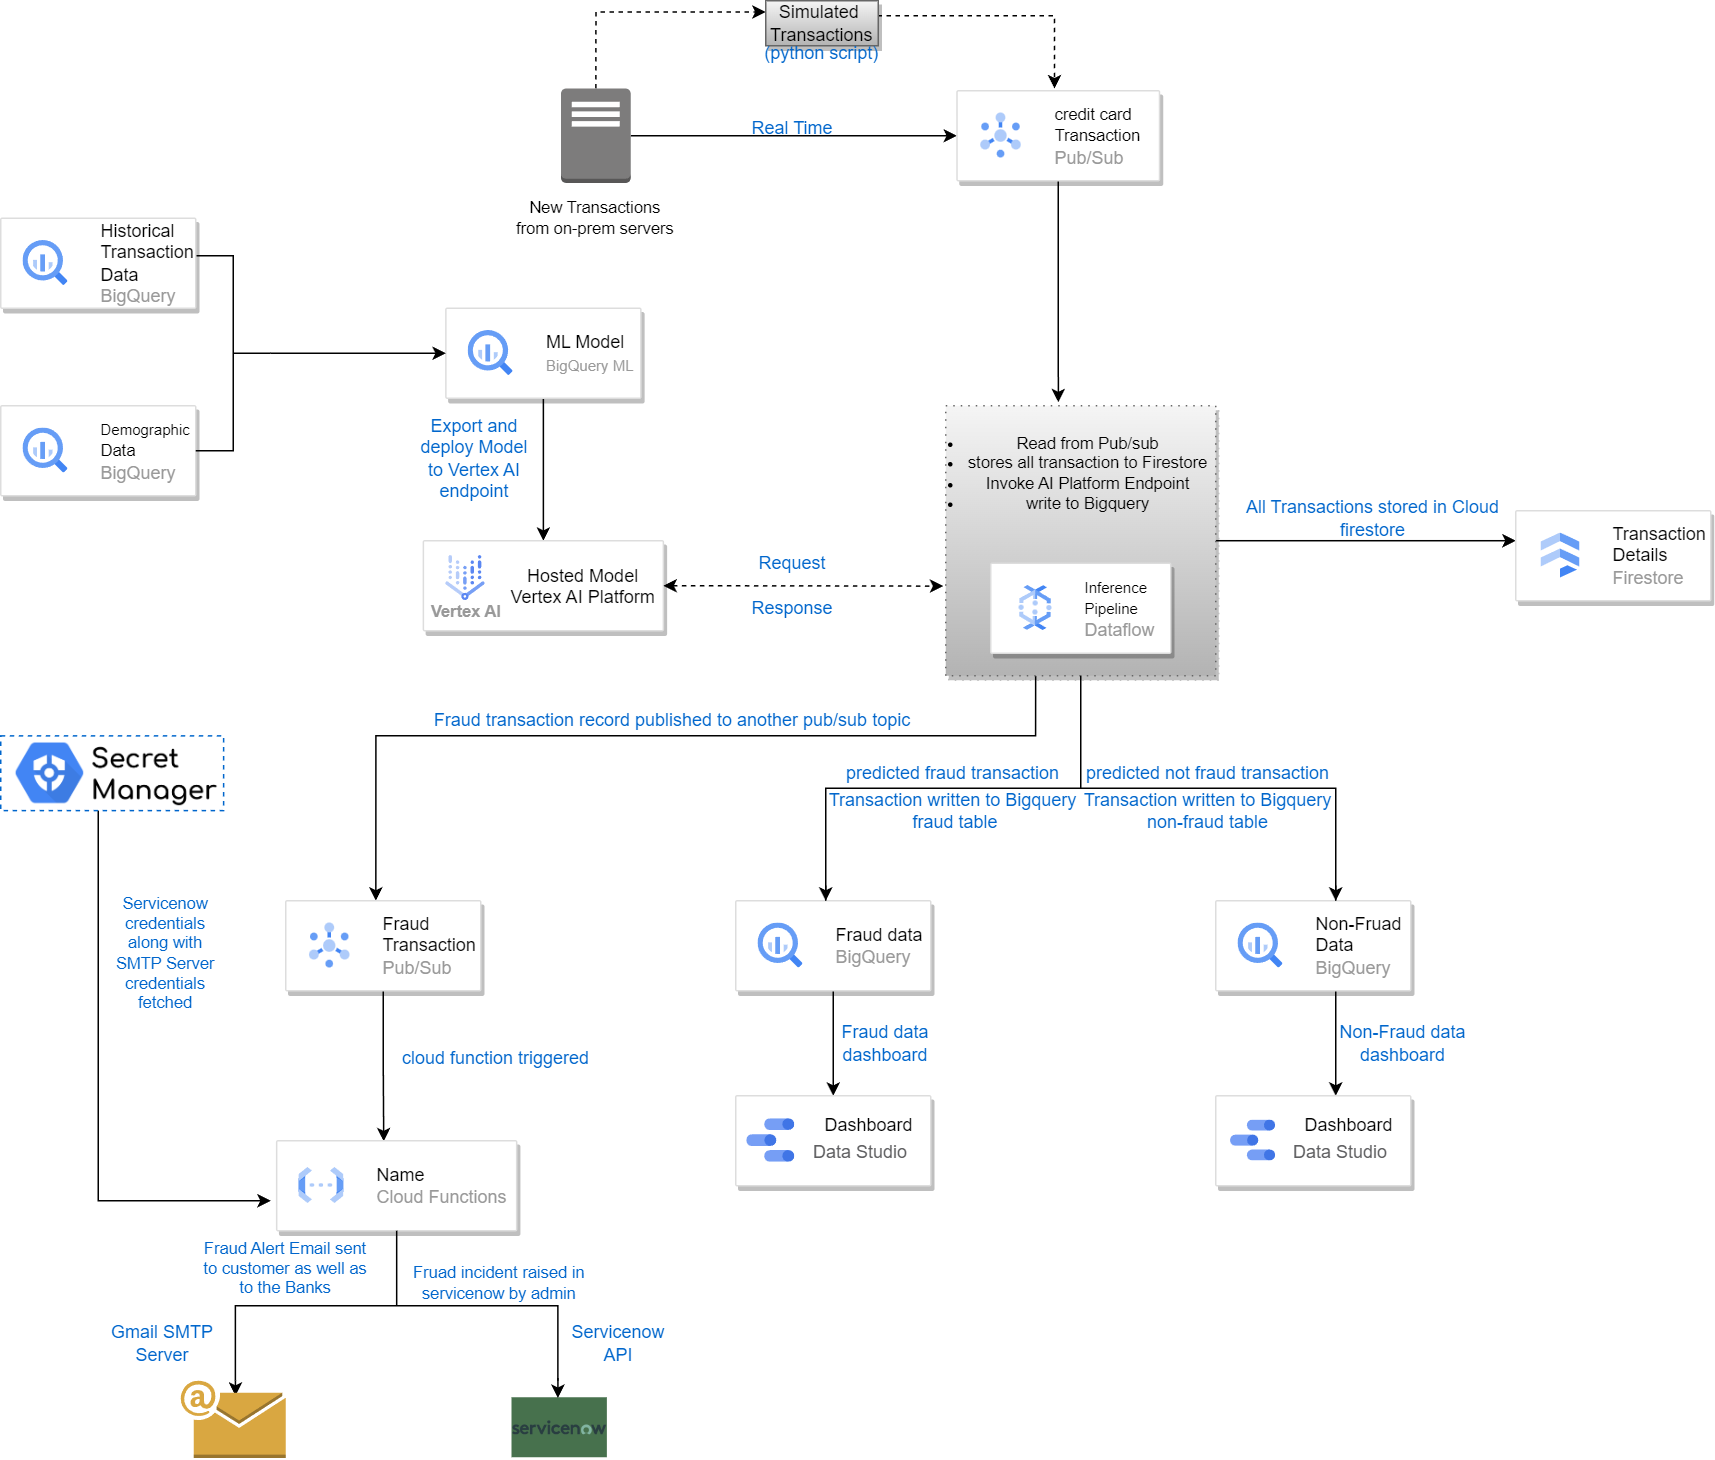 Simulated
Transactions
(python script)
Real Time
credit card
Transaction
Pub/Sub
New Transactions
from on-prem servers
Historical
Transaction
Data
BigQuery
ML Model
BigQuery ML
Demographic
Data
BigQuery
Export and
deploy Model
to Vertex AI
endpoint
Read from Pub/sub
stores all transaction to Firestore
Invoke AI Platform Endpoint
write to Bigquery
All Transactions stored in Cloud
firestore
Transaction
Details
Firestore
Hosted Model
Vertex AI Platform
Vertex AI
Request
Response
Inference
Pipeline
Dataflow
Fraud transaction record published to another pub/sub topic
Secret
Manager
predicted fraud transaction
predicted not fraud transaction
Transaction written to Bigquery
fraud table
Transaction written to Bigquery
non-fraud table
Servicenow
credentials
along with
SMTP Server
credentials
fetched
Fraud
Transaction
Pub/Sub
Fraud data
BigQuery
Non-Fruad
Data
BigQuery
cloud function triggered
Fraud data
dashboard
Non-Fraud data
dashboard
Dashboard
Data Studio
Dashboard
Data Studio
Name
Cloud Functions
Fraud Alert Email sent
to customer as well as
to the Banks
Fruad incident raised in
servicenow by admin
Gmail SMTP
Server
Servicenow
API
@
servicenow